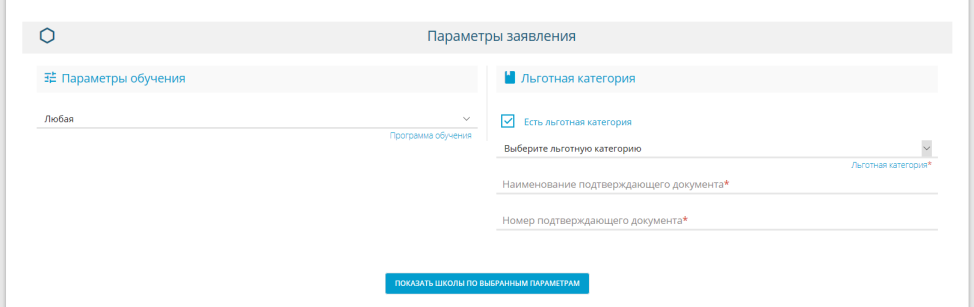 Параметры заявления
Параметры обучения
Льготная категория
Любая
Программа обучения
Есть льготная категория
Выберите льготную категорию
Льготная категория*
Наименование подтверждающего документа*
Номер подтверждающего документа*
ПОКАЗАТЬ ШКОЛЫ ПО ВЫБРАННЫМ ПАРАМЕТРАМ